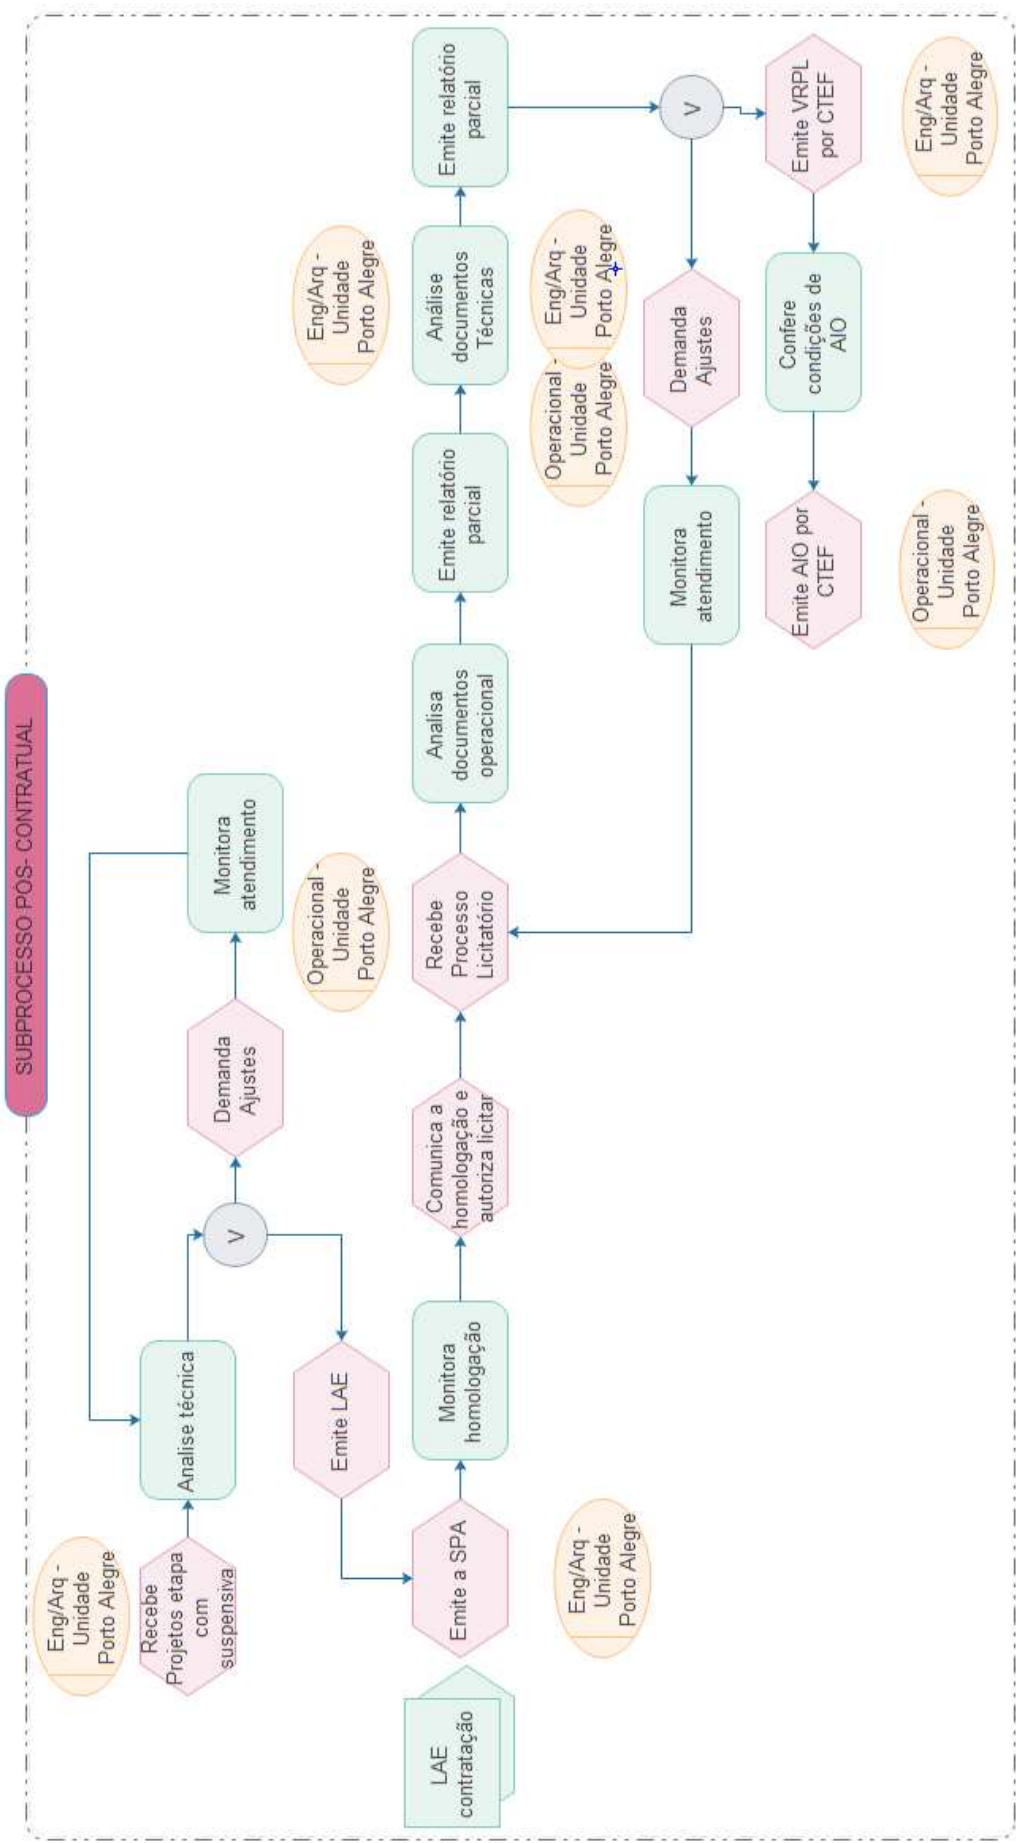 SUBPROCESSO PÓS- CONTRATUAL
Eng/Arq -
Unidade
Porto Alegre
Recebe
Projetos etapa
com
suspensiva
Analise técnica
V
Demanda
Ajustes
Monitora
atendimento
Operacional -
Unidade
Porto Alegre
Emite LAE
Eng/Arq -
Unidade
Porto Alegre
LAE
contratação
Emite a SPA
Monitora
homologação
Comunica a
homologação e
autoriza licitar
Recebe
Processo
Licitatório
Analisa
documentos
operacional
Emite relatório
parcial
Análise
documentos
Técnicas
Emite relatório
parcial
Eng/Arq -
Unidade
Porto Alegre
Operacional -
Unidade
Porto Alegre
Eng/Arq -
Unidade
Porto Alegre
Monitora
atendimento
Demanda
Ajustes
V
Emite AIO por
CTEF
Confere
condições de
AIO
Emite VRPL
por CTEF
Operacional -
Unidade
Porto Alegre
Eng/Arq -
Unidade
Porto Alegre